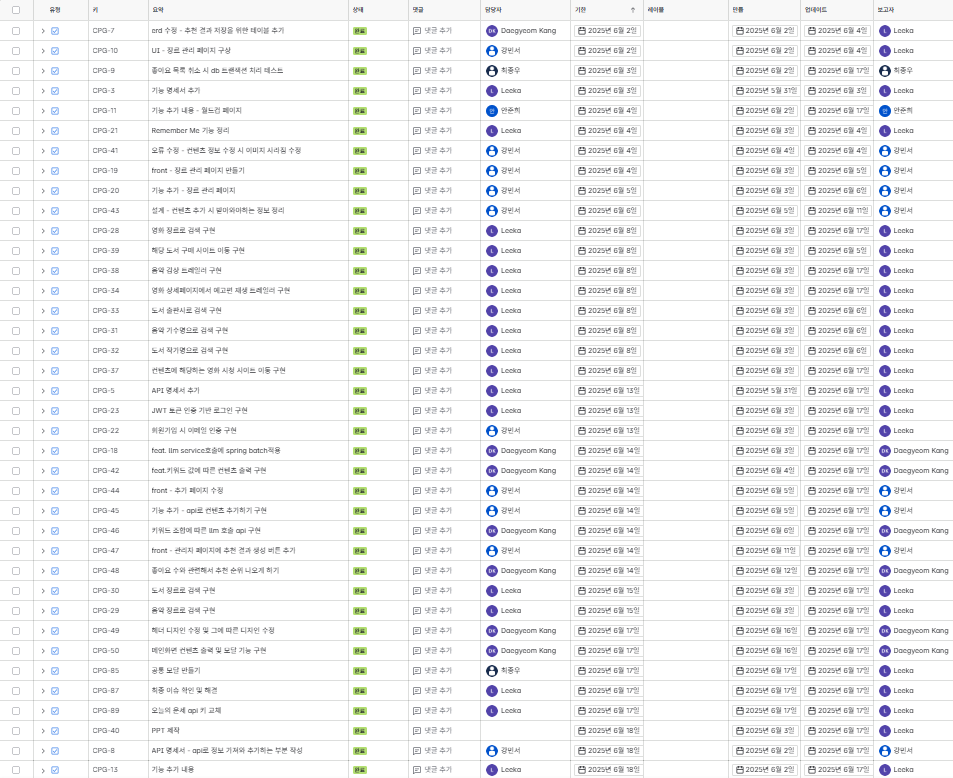 유형 키 요약 상태 댓글 담당자 기한 레이블 만듦 업데이트 보고자
CPG-7 erd 수정 - 추천 결과 저장을 위한 테이블 추가 완료 댓글 추가 DK Daegyeom Kang 2025년 6월 2일 2025년 6월 2일 2025년 6월 4일 L Leeka
CPG-10 UI - 장르 관리 페이지 구상 완료 댓글 추가 강민서 2025년 6월 2일 2025년 6월 2일 2025년 6월 4일 강민서
CPG-9 좋아요 목록 취소 시 db 트랜잭션 처리 테스트 완료 댓글 추가 최종우 2025년 6월 3일 2025년 6월 2일 2025년 6월 17일 최종우
CPG-3 기능 명세서 추가 완료 댓글 추가 L Leeka 2025년 6월 3일 2025년 5월 31일 2025년 6월 3일 L Leeka
CPG-11 기능 추가 내용 - 월드컵 페이지 완료 댓글 추가 안준희 2025년 6월 4일 2025년 6월 2일 2025년 6월 17일 안준희
CPG-21 Remember Me 기능 정리 완료 댓글 추가 L Leeka 2025년 6월 4일 2025년 6월 3일 2025년 6월 4일 L Leeka
CPG-41 오류 수정 - 컨텐츠 정보 수정 시 이미지 사라짐 수정 완료 댓글 추가 강민서 2025년 6월 4일 2025년 6월 4일 2025년 6월 4일 강민서
CPG-19 front - 장르 관리 페이지 만들기 완료 댓글 추가 강민서 2025년 6월 4일 2025년 6월 3일 2025년 6월 5일 강민서
CPG-20 기능 추가 - 장르 관리 페이지 완료 댓글 추가 강민서 2025년 6월 5일 2025년 6월 3일 2025년 6월 6일 강민서
CPG-43 설계 - 컨텐츠 추가 시 받아와야하는 정보 정리 완료 댓글 추가 강민서 2025년 6월 6일 2025년 6월 5일 2025년 6월 11일 강민서
CPG-28 영화 장르로 검색 구현 완료 댓글 추가 L Leeka 2025년 6월 8일 2025년 6월 3일 2025년 6월 17일 L Leeka
CPG-39 해당 도서 구매 사이트 이동 구현 완료 댓글 추가 L Leeka 2025년 6월 8일 2025년 6월 3일 2025년 6월 5일 L Leeka
CPG-38 음악 감상 트레일러 구현 완료 댓글 추가 L Leeka 2025년 6월 8일 2025년 6월 3일 2025년 6월 17일 L Leeka
CPG-34 영화 상세페이지에서 예고편 재생 트레일러 구현 완료 댓글 추가 L Leeka 2025년 6월 8일 2025년 6월 3일 2025년 6월 17일 L Leeka
CPG-33 도서 출판사로 검색 구현 완료 댓글 추가 L Leeka 2025년 6월 8일 2025년 6월 3일 2025년 6월 6일 L Leeka
CPG-31 음악 가수명으로 검색 구현 완료 댓글 추가 L Leeka 2025년 6월 8일 2025년 6월 3일 2025년 6월 6일 L Leeka
CPG-32 도서 작가명으로 검색 구현 완료 댓글 추가 L Leeka 2025년 6월 8일 2025년 6월 3일 2025년 6월 6일 L Leeka
CPG-37 컨텐츠에 해당하는 영화 시청 사이트 이동 구현 완료 댓글 추가 L Leeka 2025년 6월 8일 2025년 6월 3일 2025년 6월 17일 L Leeka
CPG-5 API 명세서 추가 완료 댓글 추가 L Leeka 2025년 6월 13일 2025년 5월 31일 2025년 6월 17일 L Leeka
CPG-23 JWT 토큰 인증 기반 로그인 구현 완료 댓글 추가 L Leeka 2025년 6월 13일 2025년 6월 3일 2025년 6월 17일 L Leeka
CPG-22 회원가입 시 이메일 인증 구현 완료 댓글 추가 강민서 2025년 6월 13일 2025년 6월 3일 2025년 6월 17일 L Leeka
CPG-18 feat. llm service호출에 spring batch적용 완료 댓글 추가 DK Daegyeom Kang 2025년 6월 14일 2025년 6월 3일 2025년 6월 17일 DK Daegyeom Kang
CPG-42 feat.키워드 값에 따른 컨텐츠 출력 구현 완료 댓글 추가 DK Daegyeom Kang 2025년 6월 14일 2025년 6월 4일 2025년 6월 17일 DK Daegyeom Kang
CPG-44 front - 추가 페이지 수정 완료 댓글 추가 강민서 2025년 6월 14일 2025년 6월 5일 2025년 6월 17일 강민서
CPG-45 기능 추가 - api로 컨텐츠 추가하기 구현 완료 댓글 추가 강민서 2025년 6월 14일 2025년 6월 5일 2025년 6월 17일 강민서
CPG-46 키워드 조합에 따른 llm 호출 api 구현 완료 댓글 추가 DK Daegyeom Kang 2025년 6월 14일 2025년 6월 6일 2025년 6월 17일 DK Daegyeom Kang
CPG-47 front - 관리자 페이지에 추천 결과 생성 버튼 추가 완료 댓글 추가 강민서 2025년 6월 14일 2025년 6월 11일 2025년 6월 17일 강민서
CPG-48 좋아요 수와 관련해서 추천 순위 나오게 하기 완료 댓글 추가 DK Daegyeom Kang 2025년 6월 14일 2025년 6월 12일 2025년 6월 17일 DK Daegyeom Kang
CPG-30 도서 장르로 검색 구현 완료 댓글 추가 L Leeka 2025년 6월 15일 2025년 6월 3일 2025년 6월 17일 L Leeka
CPG-29 음악 장르로 검색 구현 완료 댓글 추가 L Leeka 2025년 6월 15일 2025년 6월 3일 2025년 6월 17일 L Leeka
CPG-49 헤더 디자인 수정 및 그에 따른 디자인 수정 완료 댓글 추가 DK Daegyeom Kang 2025년 6월 17일 2025년 6월 16일 2025년 6월 17일 DK Daegyeom Kang
CPG-50 메인화면 컨텐츠 출력 및 모달 기능 구현 완료 댓글 추가 DK Daegyeom Kang 2025년 6월 17일 2025년 6월 16일 2025년 6월 17일 DK Daegyeom Kang
CPG-85 공통 모달 만들기 완료 댓글 추가 최종우 2025년 6월 17일 2025년 6월 17일 2025년 6월 17일 L Leeka
CPG-87 최종 이슈 확인 및 해결 완료 댓글 추가 L Leeka 2025년 6월 17일 2025년 6월 17일 2025년 6월 17일 L Leeka
CPG-89 오늘의 운세 api 키 교체 완료 댓글 추가 L Leeka 2025년 6월 17일 2025년 6월 17일 2025년 6월 17일 L Leeka
CPG-40 PPT 제작 완료 댓글 추가 2025년 6월 18일 2025년 6월 3일 2025년 6월 17일 L Leeka
CPG-8 API 명세서 - api로 정보 가져와 추가하는 부분 작성 완료 댓글 추가 강민서 2025년 6월 18일 2025년 6월 2일 2025년 6월 17일 강민서
CPG-13 기능 추가 내용 완료 댓글 추가 L Leeka 2025년 6월 18일 2025년 6월 2일 2025년 6월 17일 L Leeka